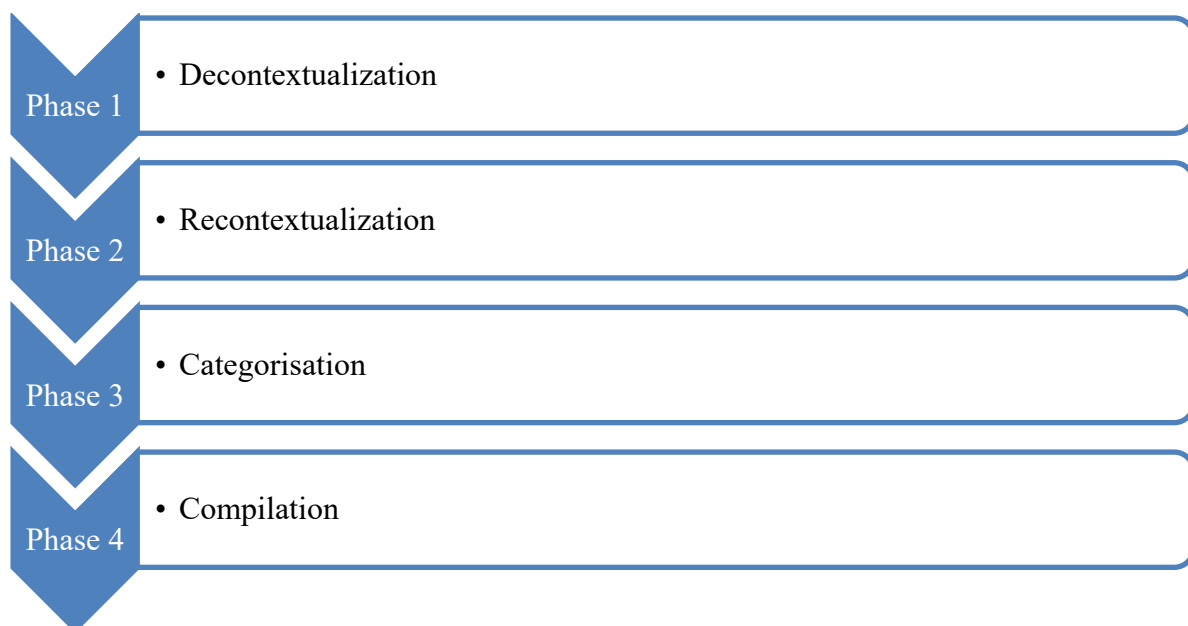 Phase 1
• Decontextualization
Phase 2
• Recontextualization
Phase 3
• Categorisation
Phase 4
• Compilation